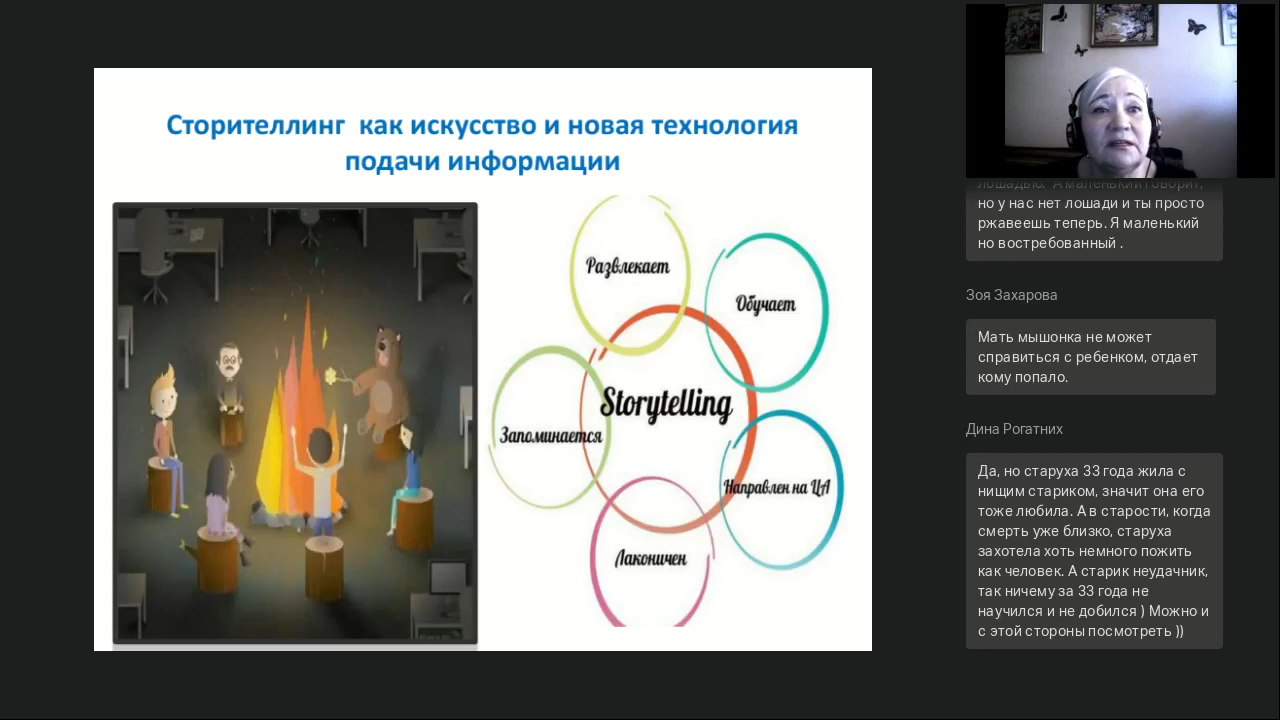 Сторителлинг как искусство и новая технология
подачи информации
Развлекает
Обучает
Storytelling
Запоминается
Направлен на ЦА
Лаконичен
лошадью. А маленький говорит,
но у нас нет лошади и ты просто
ржавеешь теперь. Я маленький
но востребованный .
Зоя Захарова
Мать мышонка не может
справиться с ребенком, отдает
кому попало.
Дина Рогатних
Да, но старуха 33 года жила с
нищим стариком, значит она его
тоже любила. А в старости, когда
смерть уже близко, старуха
захотела хоть немного пожить
как человек. А старик неудачник,
так ничему за 33 года не
научился и не добился ) Можно и
с этой стороны посмотреть ))